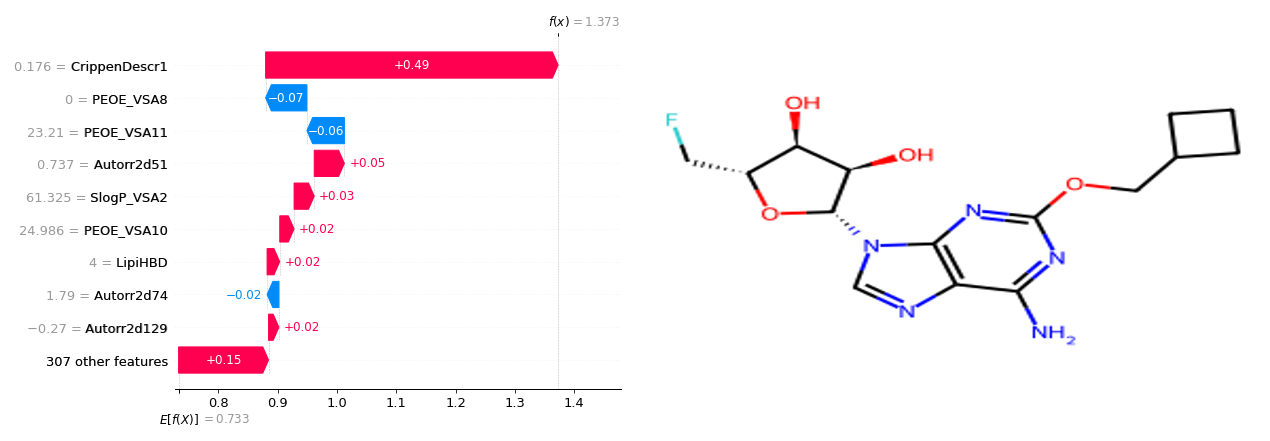 f(x) = 1.373
0.176 = CrippenDescr1
+0.49
0 = PEOE_VSA8
−0.07
23.21 = PEOE_VSA11
−0.06
0.737 = Autorr2d51
+0.05
61.325 = SlogP_VSA2
+0.03
24.986 = PEOE_VSA10
+0.02
4 = LipiHBD
+0.02
1.79 = Autorr2d74
−0.02
−0.27 = Autorr2d129
+0.02
307 other features
+0.15
0.8 0.9 1.0 1.1 1.2 1.3 1.4
E[f(X)] = 0.733
OH
F
OH
O
O
N
N
N
N
NH2